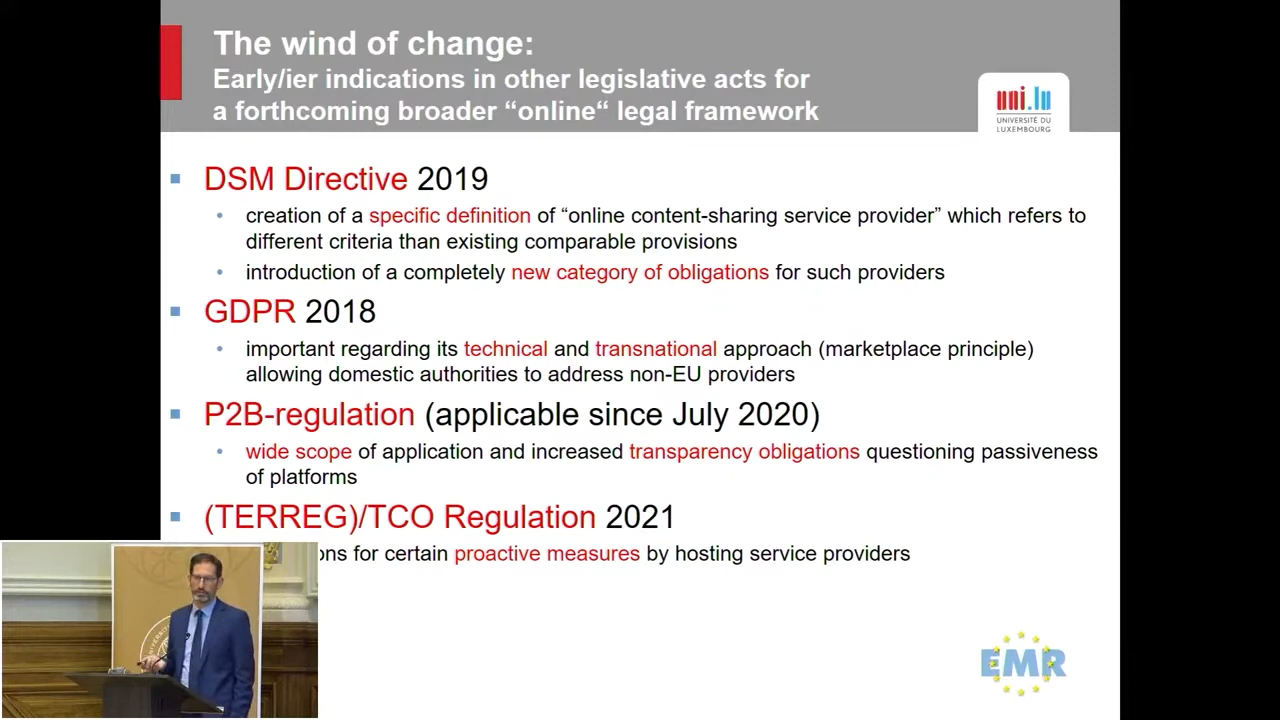 The wind of change:
Early/ier indications in other legislative acts for
a forthcoming broader “online“ legal framework
uni.lu
UNIVERSITÉ DU
LUXEMBOURG
DSM Directive 2019
creation of a specific definition of “online content-sharing service provider” which refers to
different criteria than existing comparable provisions
introduction of a completely new category of obligations for such providers
GDPR 2018
important regarding its technical and transnational approach (marketplace principle)
allowing domestic authorities to address non-EU providers
P2B-regulation (applicable since July 2020)
wide scope of application and increased transparency obligations questioning passiveness
of platforms
(TERREG)/TCO Regulation 2021
for certain proactive measures by hosting service providers
EMR